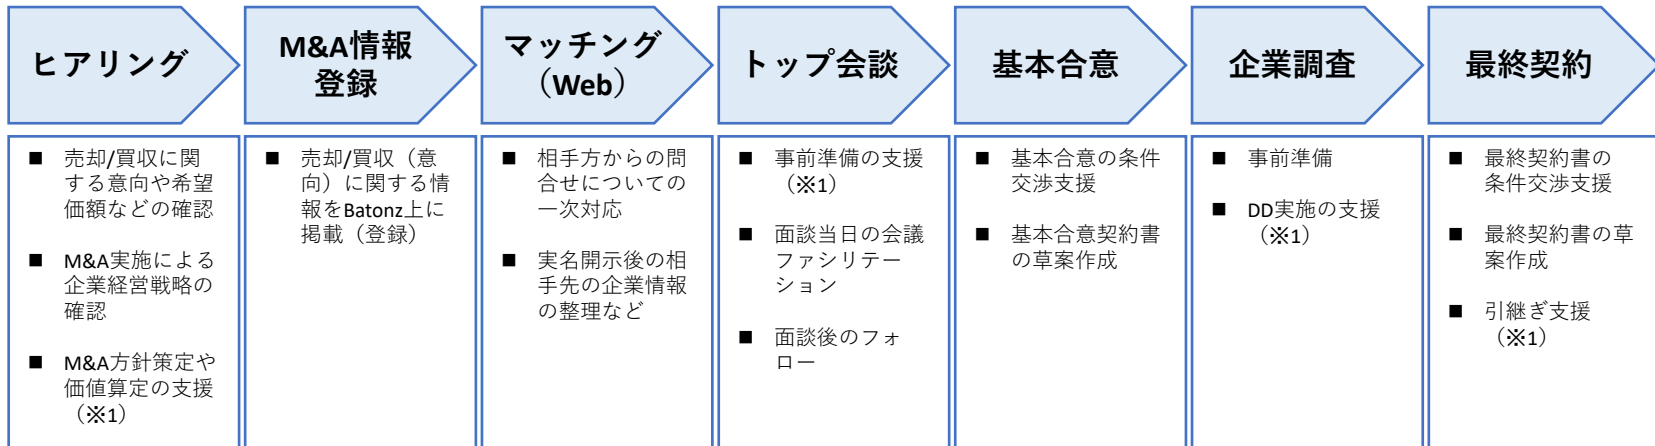 ヒアリング
M&A情報
登録
マッチング
（Web）
トップ会談
基本合意
企業調査
最終契約
■ 売却/買収に関
する意向や希望
価額などの確認
■ M&A実施による
企業経営戦略の
確認
■ M&A方針策定や
価値算定の支援
（※1）
■ 売却/買収（意
向）に関する情
報をBatonz上に
掲載（登録）
■ 相手方からの問
合せについての
一次対応
■ 実名開示後の相
手先の企業情報
の整理など
■ 事前準備の支援
（※1）
■ 面談当日の会議
ファシリテー
ション
■ 面談後のフォ
ロー
■ 基本合意の条件
交渉支援
■ 基本合意契約書
の草案作成
■ 事前準備
■ DD実施の支援
（※1）
■ 最終契約書の
条件交渉支援
■ 最終契約書の草
案作成
■ 引継ぎ支援
（※1）